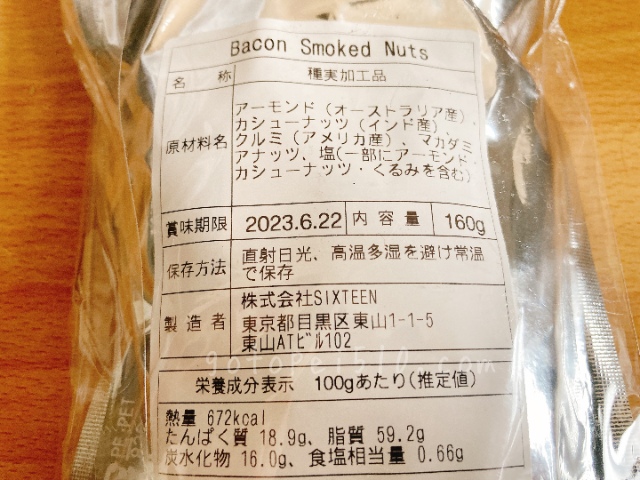 Bacon Smoked Nuts
名称 種実加工品
原材料名
アーモンド（オーストラリア産）、
カシューナッツ（インド産）、
クルミ（アメリカ産）、マカダミ
アナッツ、塩(一部にアーモンド・
カシューナッツ・くるみを含む)
賞味期限 2023.6.22 内容量 160g
保存方法
直射日光、高温多湿を避け常温
で保存
製造者
株式会社SIXTEEN
東京都目黒区東山1-1-5
東山ATビル102
栄養成分表示 100gあたり(推定値)
熱量 672kcal
たんぱく質 18.9g、脂質 59.2g
炭水化物 16.0g、食塩相当量 0.66g
PE,PET